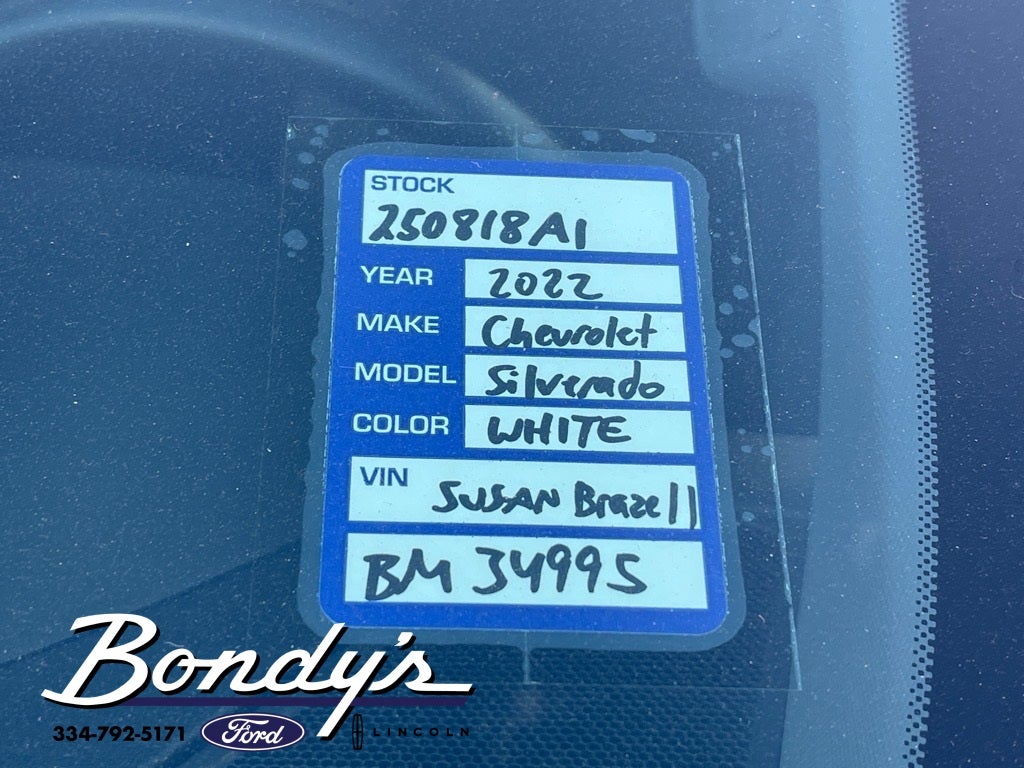 STOCK
250818A1
YEAR 2022
MAKE Chevrolet
MODEL Silverado
COLOR WHITE
VIN SUSAN Brazell
BM 34995
Bondy's
334-792-5171 Ford LINCOLN